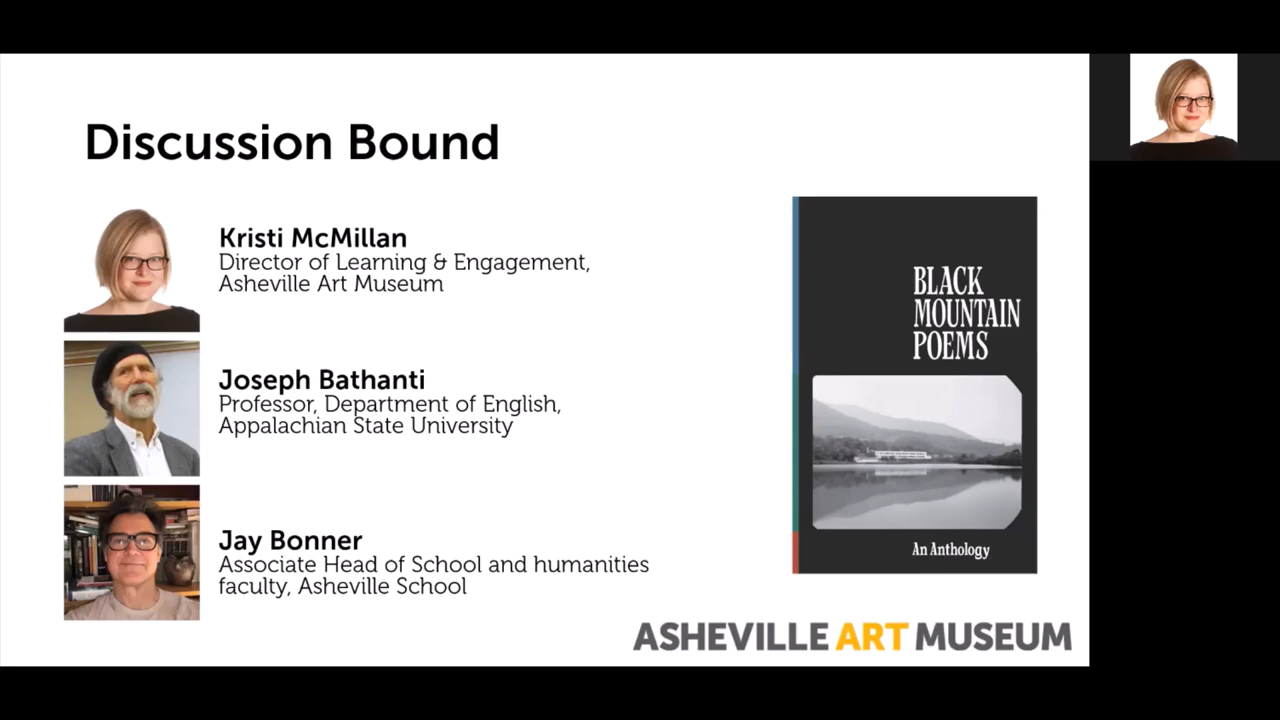 Discussion Bound
Kristi McMillan
Director of Learning & Engagement,
Asheville Art Museum
Joseph Bathanti
Professor, Department of English,
Appalachian State University
Jay Bonner
Associate Head of School and humanities
faculty, Asheville School
BLACK
MOUNTAIN
POEMS
An Anthology
ASHEVILLE ART MUSEUM